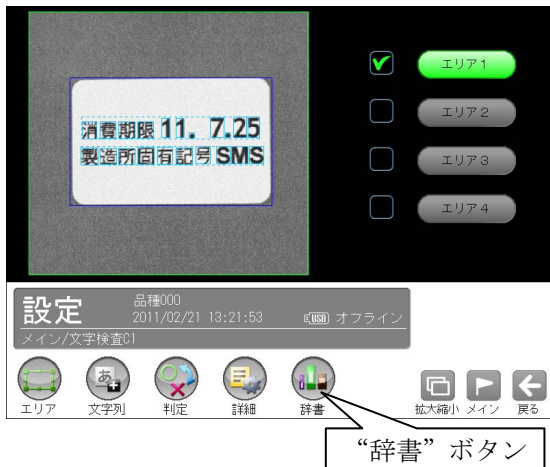 消費期限 11. 7.25
製造所固有記号 SMS
エリア1
エリア2
エリア3
エリア4
設定
品種000
2011/02/21 13:21:53
USB オフライン
メイン/文字検査C1
あ
エリア 文字列 判定 詳細 辞書 拡大縮小 メイン 戻る
“辞書”ボタン